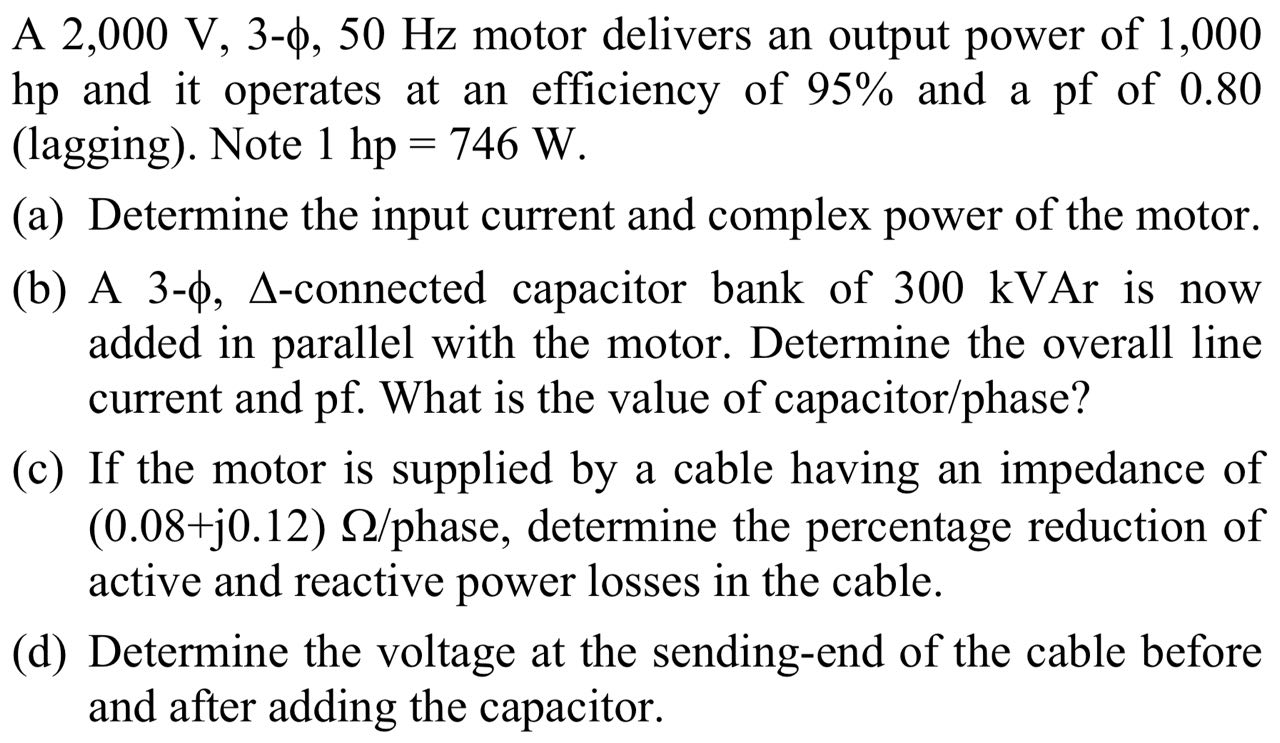 A 2,000 V, 3-ϕ, 50 Hz motor delivers an output power of 1,000
hp and it operates at an efficiency of 95% and a pf of 0.80
(lagging). Note 1 hp = 746 W.
(a) Determine the input current and complex power of the motor.
(b) A 3-ϕ, Δ-connected capacitor bank of 300 kVAr is now
added in parallel with the motor. Determine the overall line
current and pf. What is the value of capacitor/phase?
(c) If the motor is supplied by a cable having an impedance of
(0.08+j0.12) Ω/phase, determine the percentage reduction of
active and reactive power losses in the cable.
(d) Determine the voltage at the sending-end of the cable before
and after adding the capacitor.